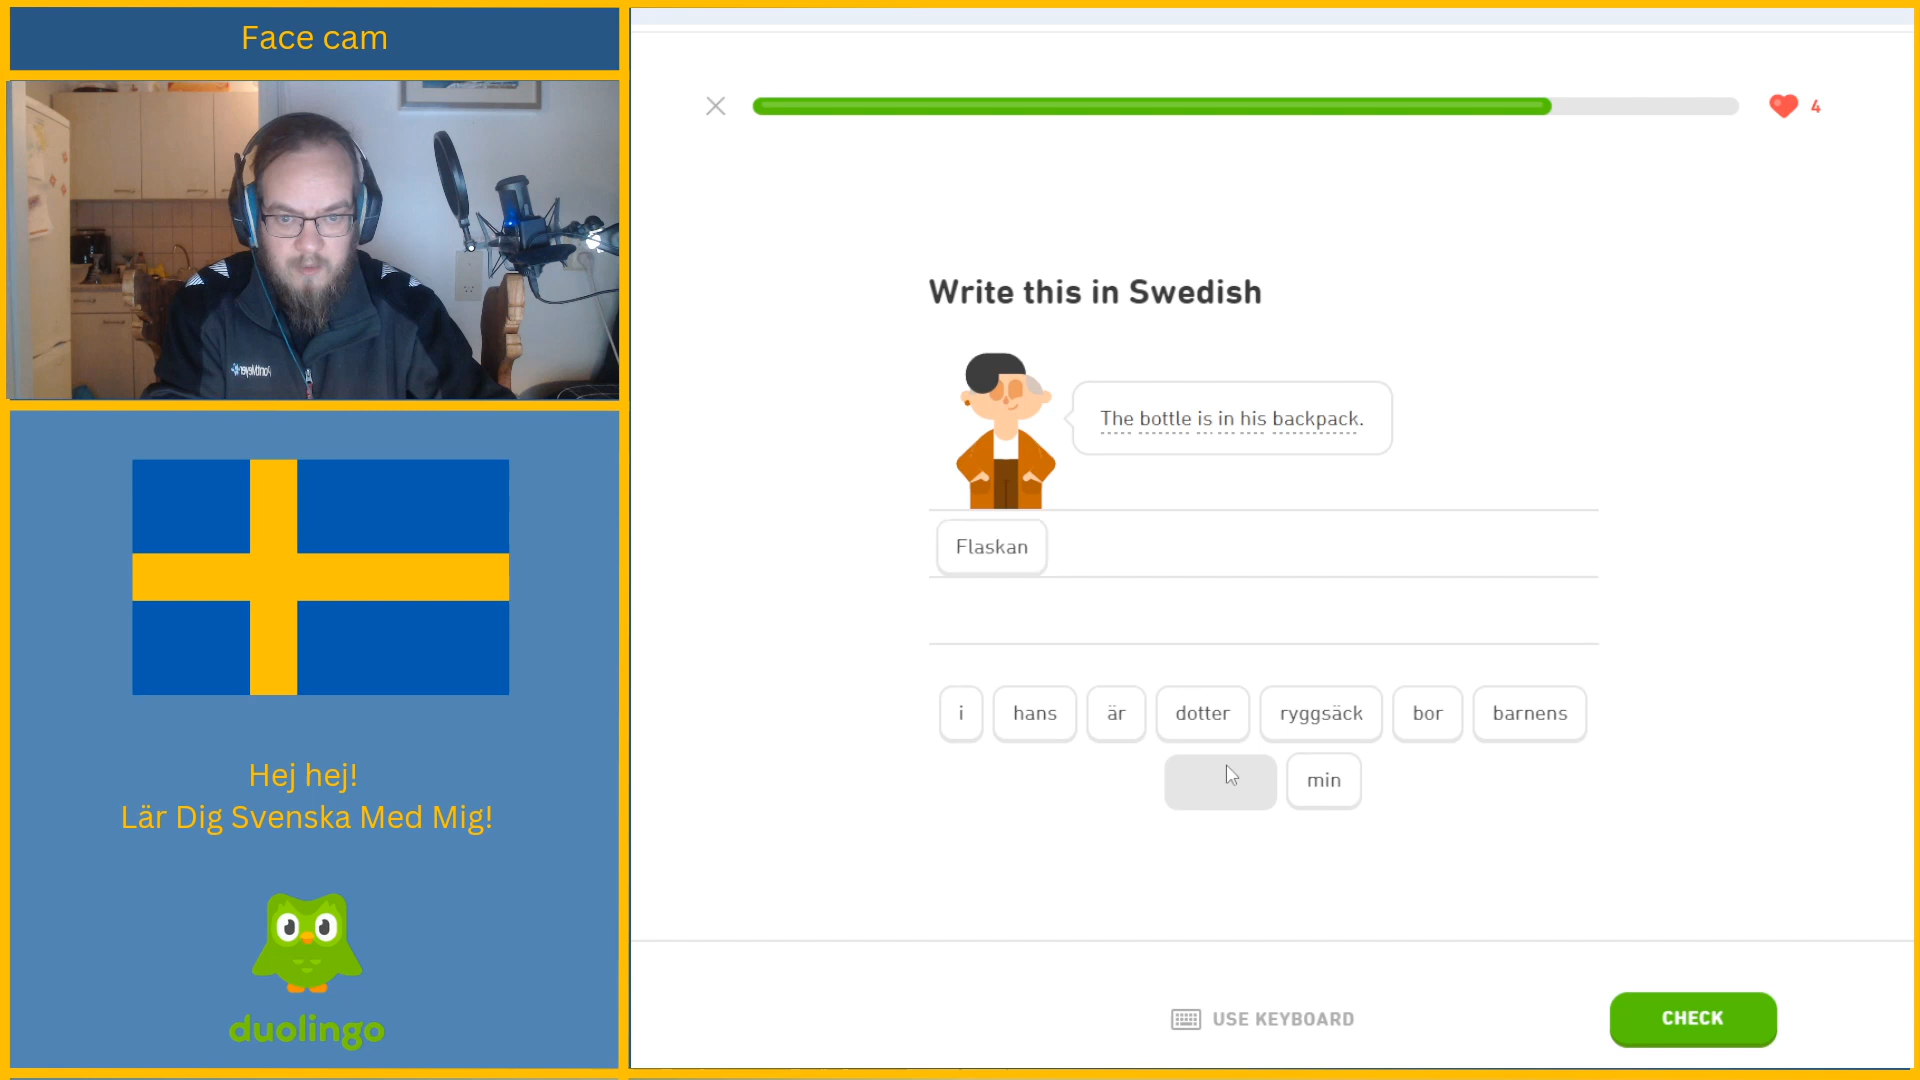 Face cam
4
Write this in Swedish
The bottle is in his backpack.
Flaskan
i hans är dotter ryggsäck bor barnens
min
Hej hej!
Lär Dig Svenska Med Mig!
duolingo
USE KEYBOARD
CHECK